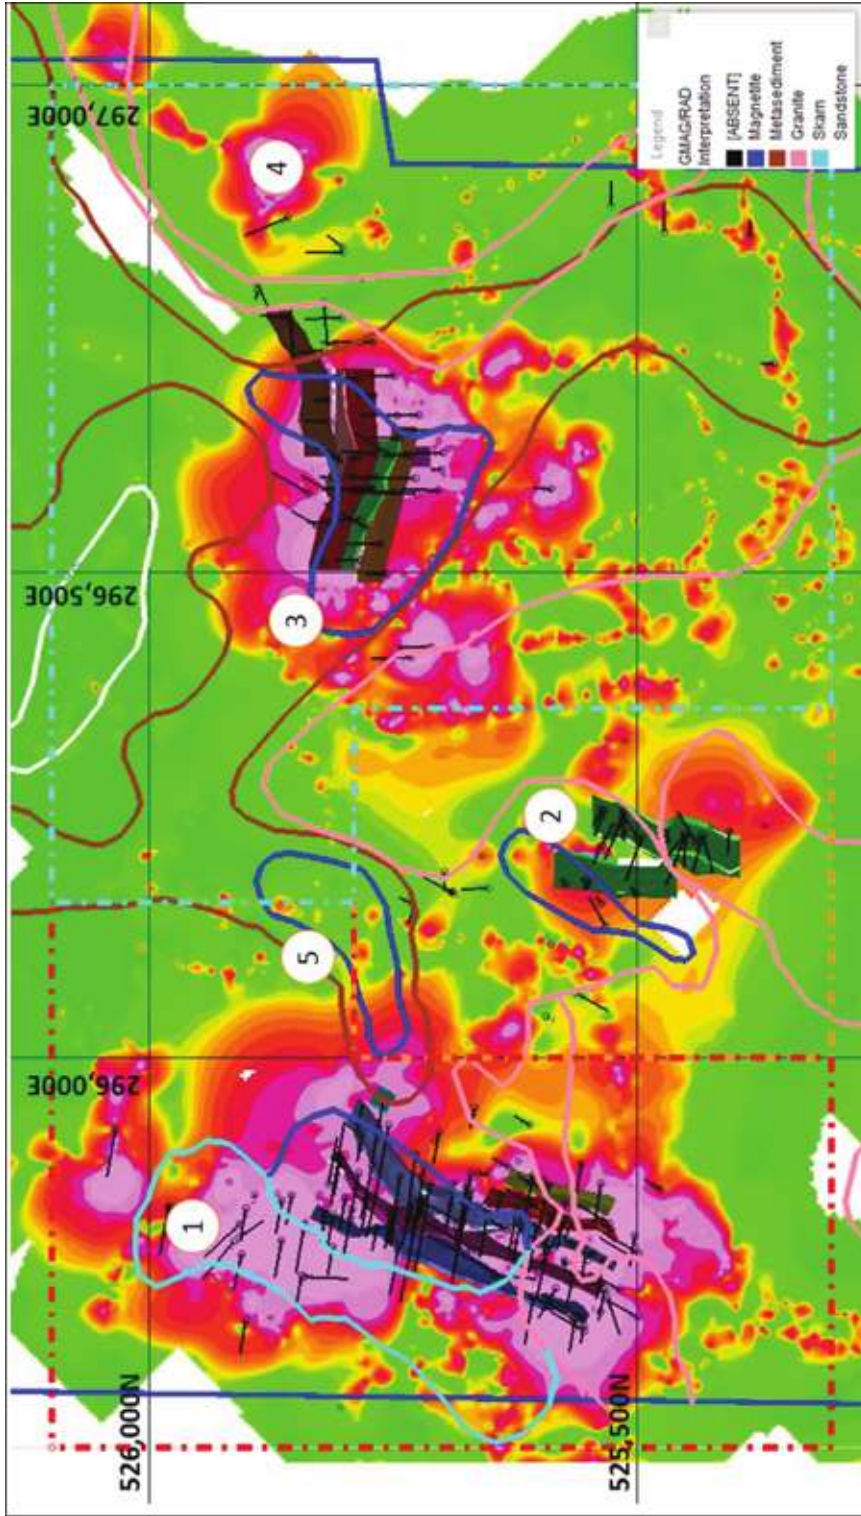 297,000E
296,500E
296,000E
526,000N
525,500N
1
2
3
4
5
Legend
GMAG/RAD
Interpretation
[ABSENT]
Magnetite
Metasediment
Granite
Skarn
Sandstone